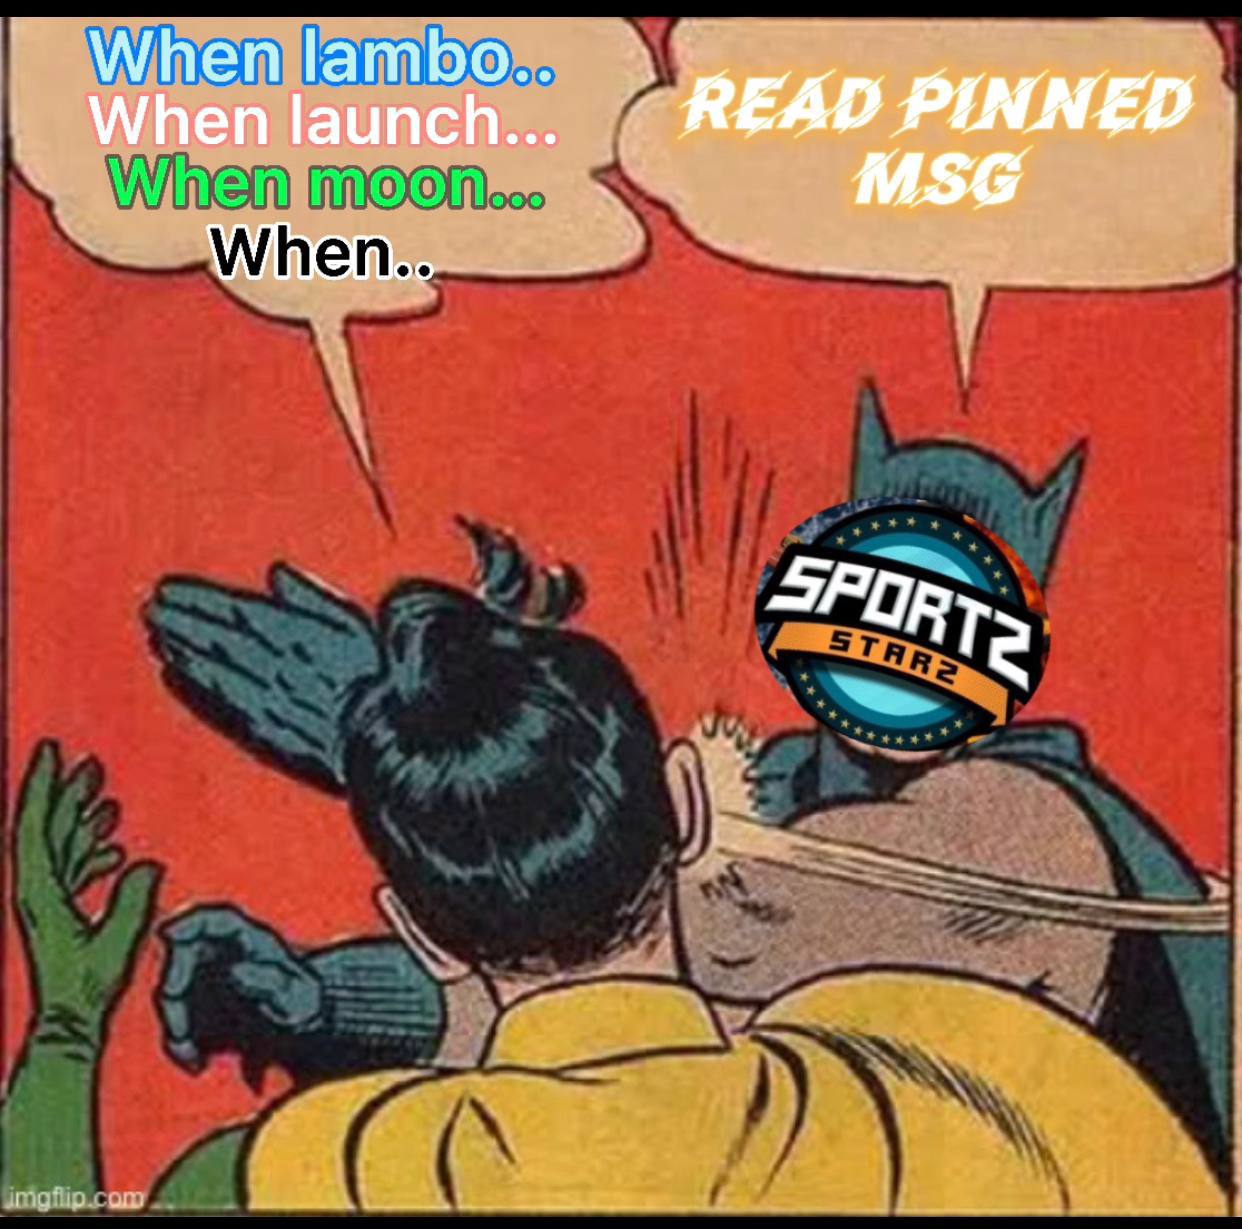 When lambo..
When launch...
When moon...
When..
READ PINNED
MSG
SPORTZ
STARZ
imgflip.com